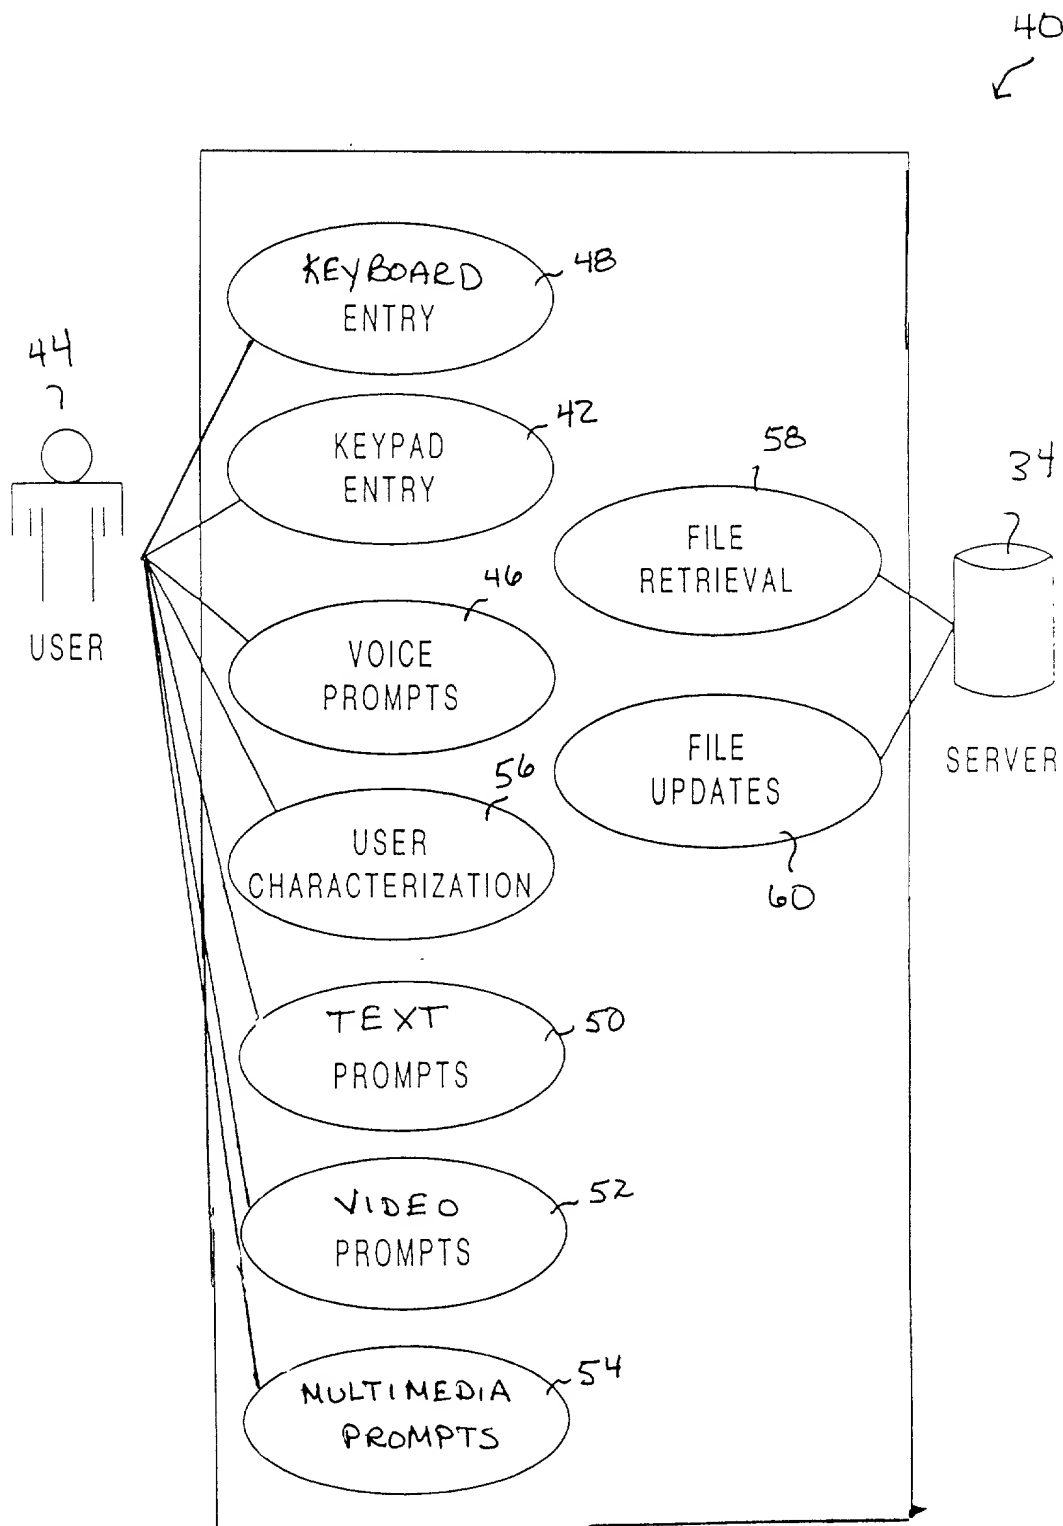 40
KEYBOARD
ENTRY
48
44
KEYPAD
ENTRY
42
58
34
FILE
RETRIEVAL
USER
46
VOICE
PROMPTS
FILE
UPDATES
SERVER
56
USER
CHARACTERIZATION
60
TEXT
PROMPTS
50
VIDEO
PROMPTS
52
MULTIMEDIA
PROMPTS
54